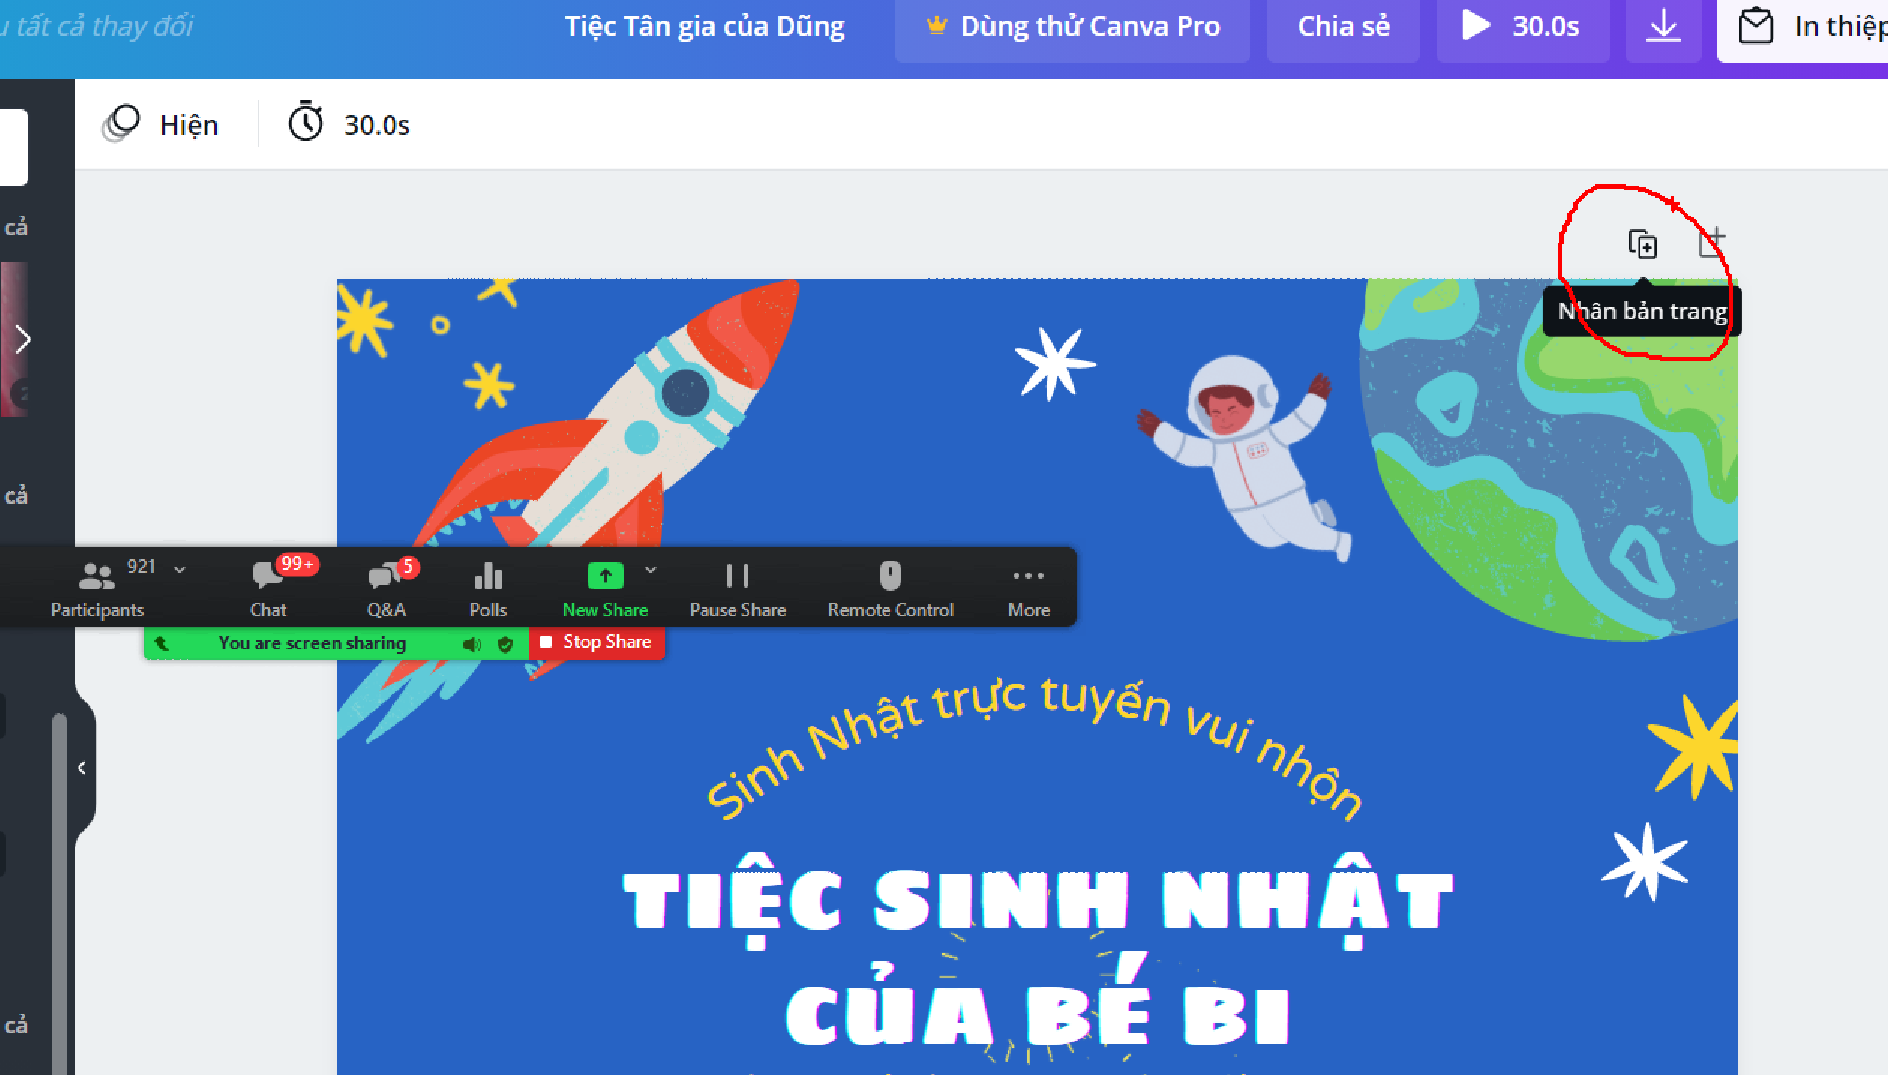 tất cả thay đổi
Tiệc Tân gia của Dũng
Dùng thử Canva Pro
Chia sẻ
30.0s
In thiệp
Hiện
30.0s
cả
Nhân bản trang
cả
921
99+
5
Participants
Chat
Q&A
Polls
New Share
Pause Share
Remote Control
More
You are screen sharing
Stop Share
Sinh Nhật trực tuyến vui nhộn
TIỆC SINH NHẬT
CỦA BÉ BI
cả